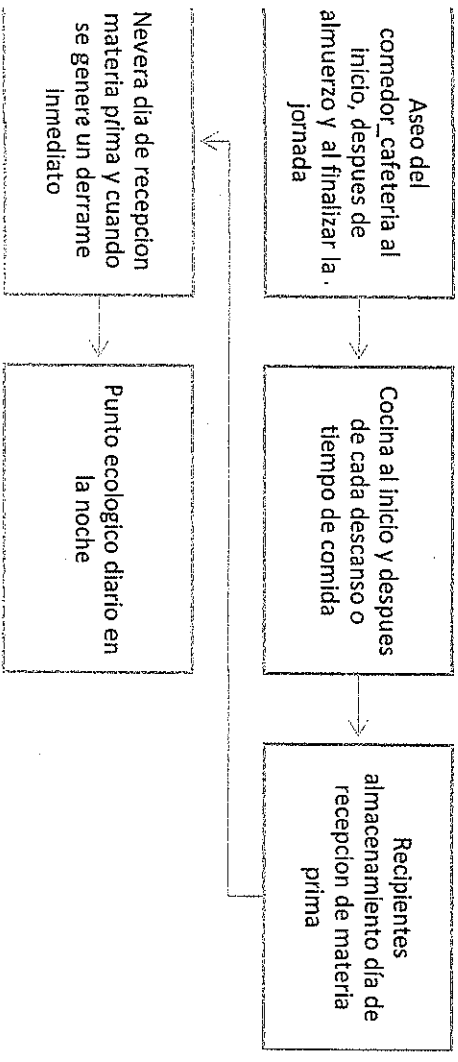 Aseo del
comedor_cafeteria al
inicio, despues de
almuerzo y al finalizar la .
jornada
Cocina al inicio y despues
de cada descanso o
tiempo de comida
Recipientes
almacenamiento día de
recepcion de materia
prima
Nevera dia de recepcion
materia prima y cuando
se genere un derrame
inmediato
Punto ecologico diario en
la noche